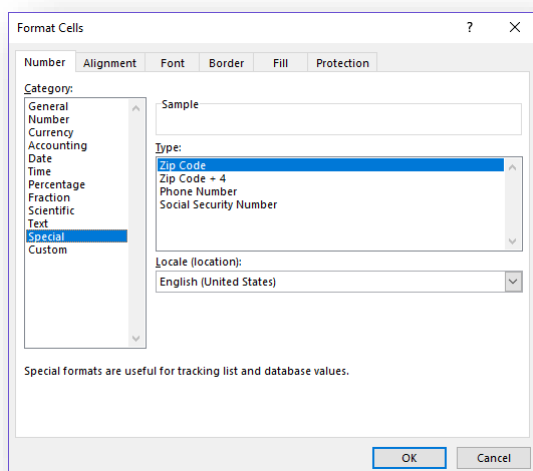 Format Cells
? X
Number Alignment Font Border Fill Protection
Category:
General
Number
Currency
Accounting
Date
Time
Percentage
Fraction
Scientific
Text
Special
Custom
Sample
Type:
Zip Code
Zip Code + 4
Phone Number
Social Security Number
Locale (location):
English (United States)
Special formats are useful for tracking list and database values.
OK Cancel